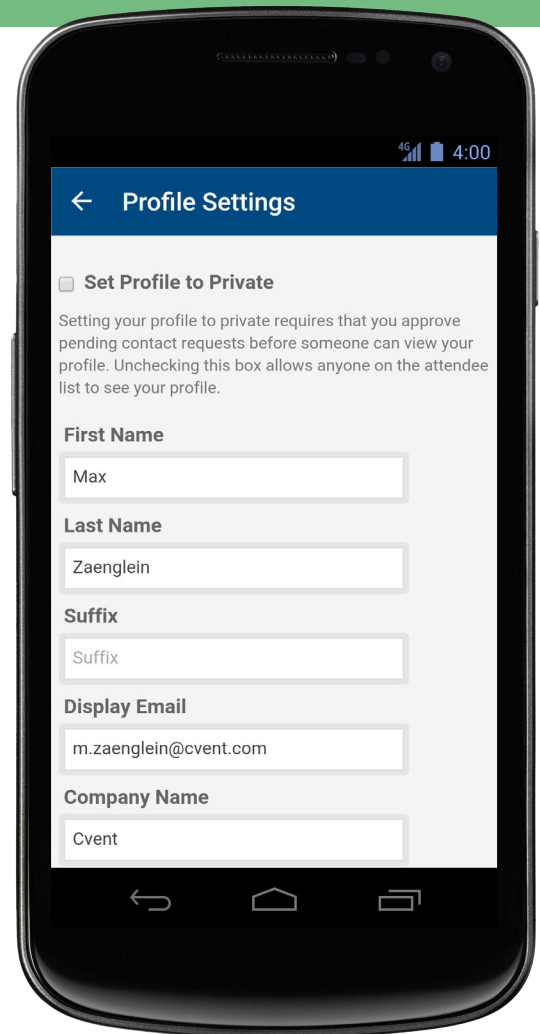 4G 4:00
Profile Settings
Set Profile to Private
Setting your profile to private requires that you approve
pending contact requests before someone can view your
profile. Unchecking this box allows anyone on the attendee
list to see your profile.
First Name
Max
Last Name
Zaenglein
Suffix
Suffix
Display Email
m.zaenglein@cvent.com
Company Name
Cvent